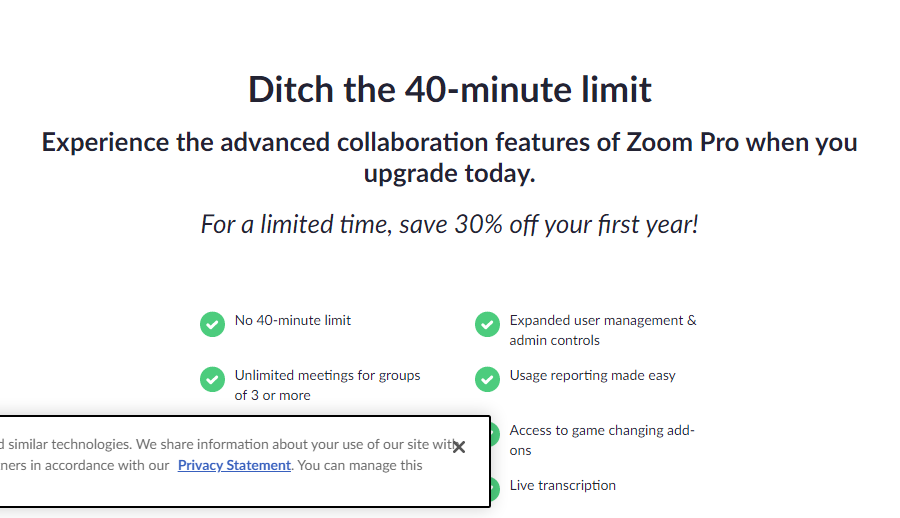 Ditch the 40-minute limit
Experience the advanced collaboration features of Zoom Pro when you
upgrade today.
For a limited time, save 30% off your first year!
No 40-minute limit
Expanded user management &
admin controls
Unlimited meetings for groups
of 3 or more
Usage reporting made easy
Access to game changing add-
ons
Live transcription
d similar technologies. We share information about your use of our site with
ners in accordance with our Privacy Statement. You can manage this